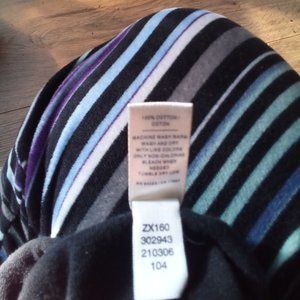 100% COTTON/
COTON
MACHINE WASH WARM
WASH AND DRY
WITH LIKE COLORS
ONLY NON-CHLORINE
BLEACH WHEN
NEEDED
TUMBLE DRY LOW
ZX160
302943
210306
104